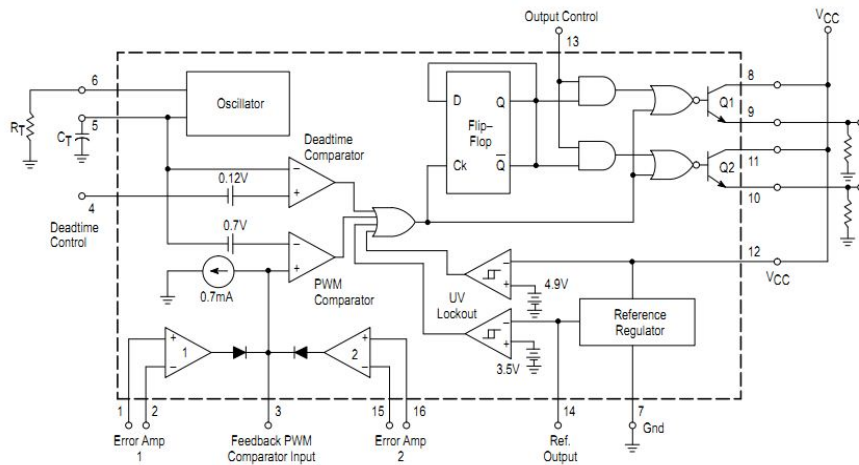 Output Control
VCC
13
6
Oscillator
RT
5
CT
D
Q
Flip–
Flop
Ck
Q
8
Q1
9
11
Q2
10
Deadtime
Comparator
0.12V
4
Deadtime
Control
0.7V
PWM
Comparator
0.7mA
UV
Lockout
4.9V
3.5V
12
VCC
Reference
Regulator
1
2
1
2
3
15
16
14
7
Gnd
Error Amp
1
Feedback PWM
Comparator Input
Error Amp
2
Ref.
Output